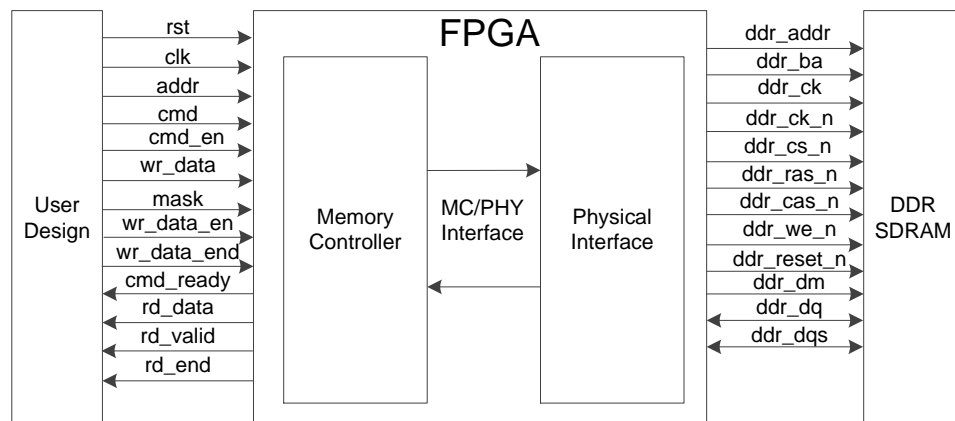 FPGA
rst
clk
addr
cmd
cmd_en
wr_data
mask
wr_data_en
wr_data_end
cmd_ready
rd_data
rd_valid
rd_end
User
Design
Memory
Controller
MC/PHY
Interface
Physical
Interface
ddr_addr
ddr_ba
ddr_ck
ddr_ck_n
ddr_cs_n
ddr_ras_n
ddr_cas_n
ddr_we_n
ddr_reset_n
ddr_dm
ddr_dq
ddr_dqs
DDR
SDRAM